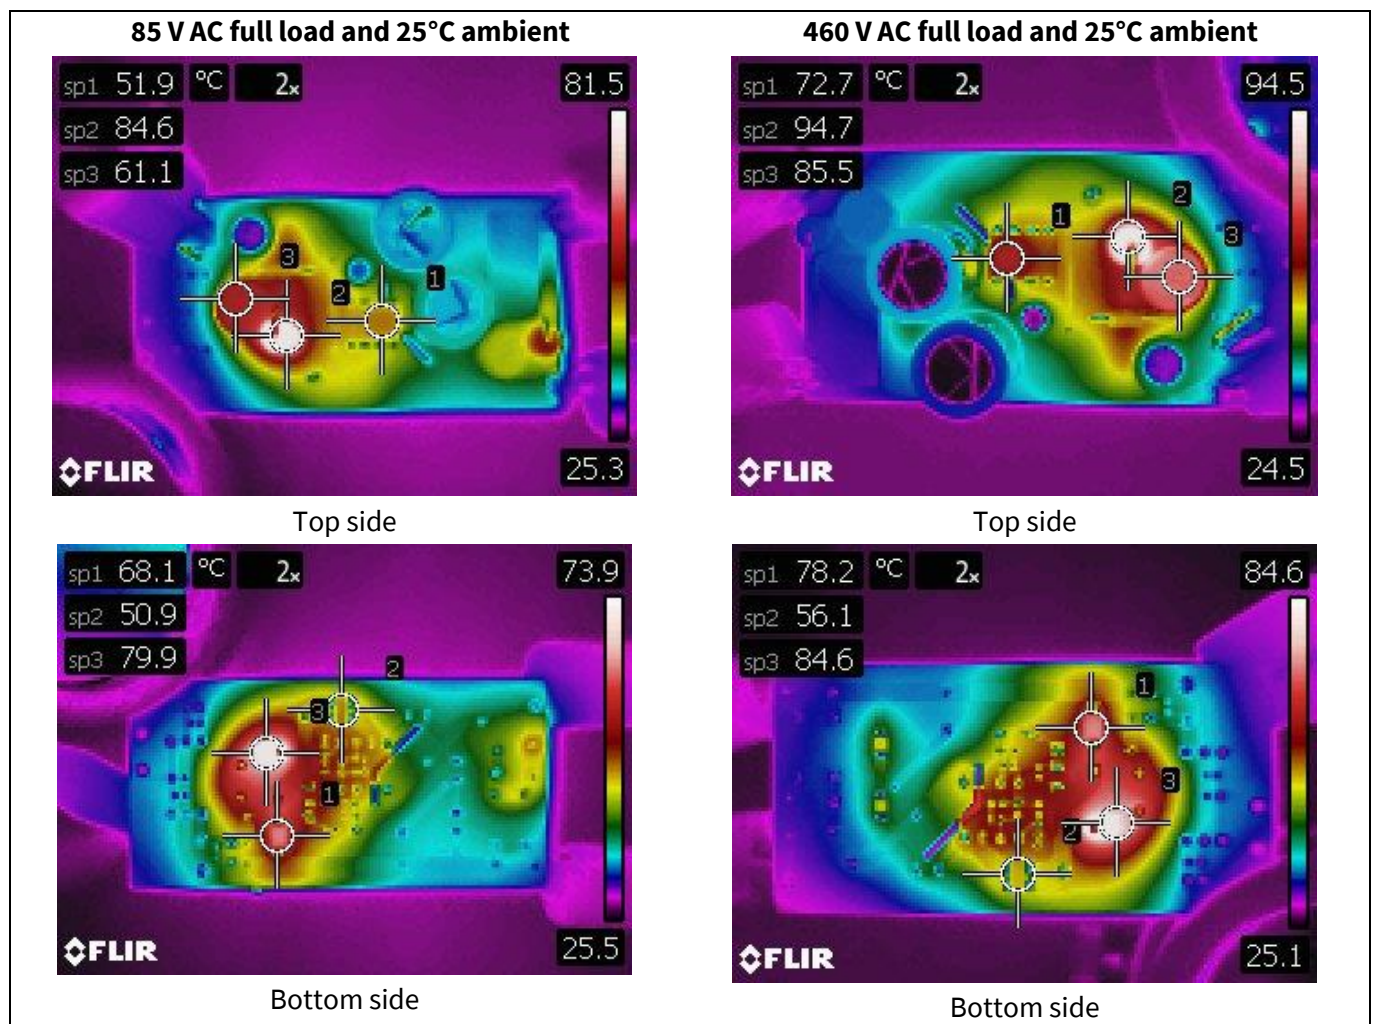 85 V AC full load and 25°C ambient
460 V AC full load and 25°C ambient
sp1 51.9 °C 2x 81.5
sp2 84.6
sp3 61.1
3
2
1
FLIR 25.3
Top side
sp1 72.7 °C 2x 94.5
sp2 94.7
sp3 85.5
1
2
3
FLIR 24.5
Top side
sp1 68.1 °C 2x 73.9
sp2 50.9
sp3 79.9
2
3
1
FLIR 25.5
Bottom side
sp1 78.2 °C 2x 84.6
sp2 56.1
sp3 84.6
1
3
2
FLIR 25.1
Bottom side